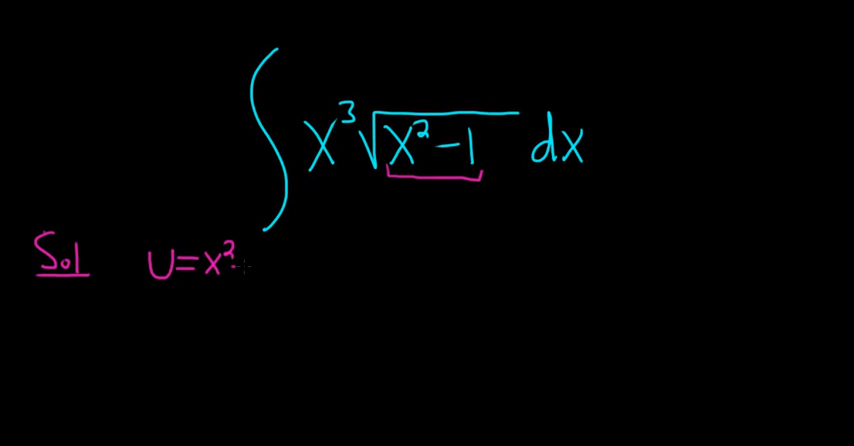 ∫ x³√(x²-1) dx
Sol U=x²-